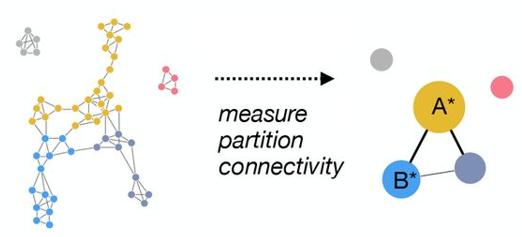 measure
partition
connectivity
A*
B*